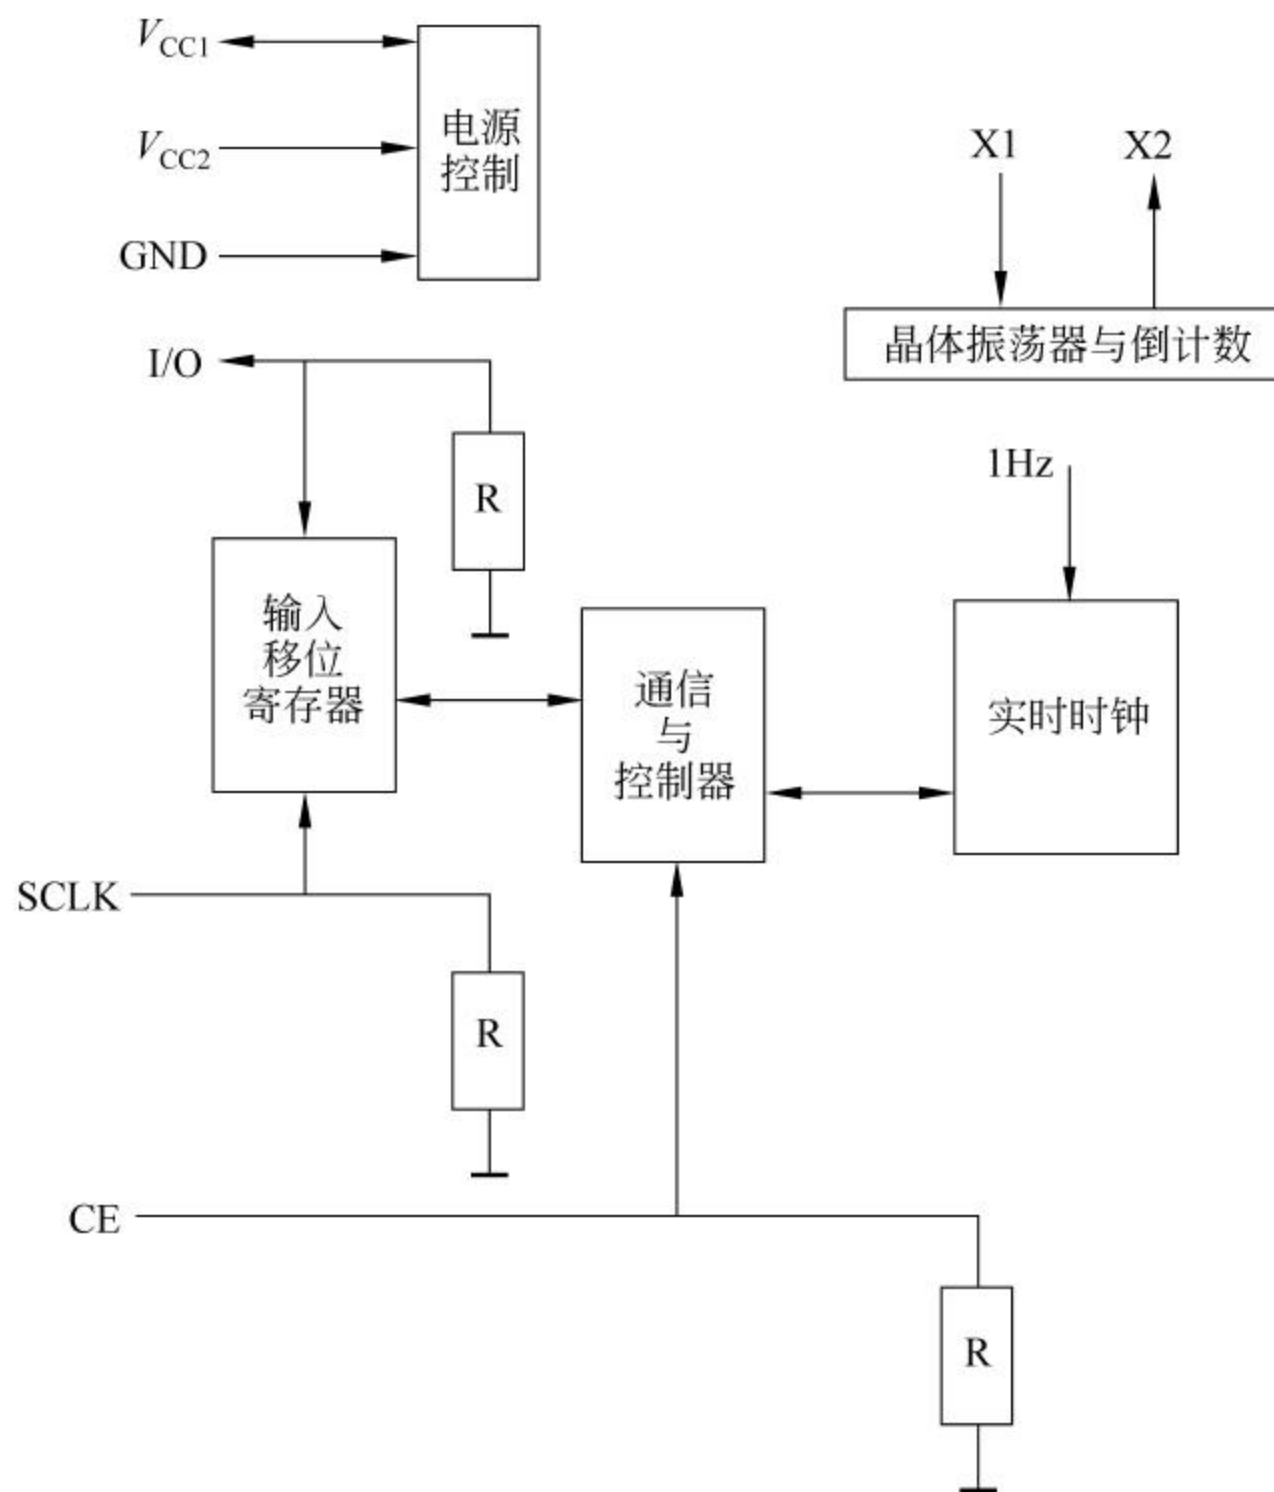 VCC1
VCC2
GND
电源
控制
X1
X2
晶体振荡器与倒计数
I/O
R
1Hz
输入
移位
寄存器
通信
与
控制器
实时时钟
SCLK
R
CE
R